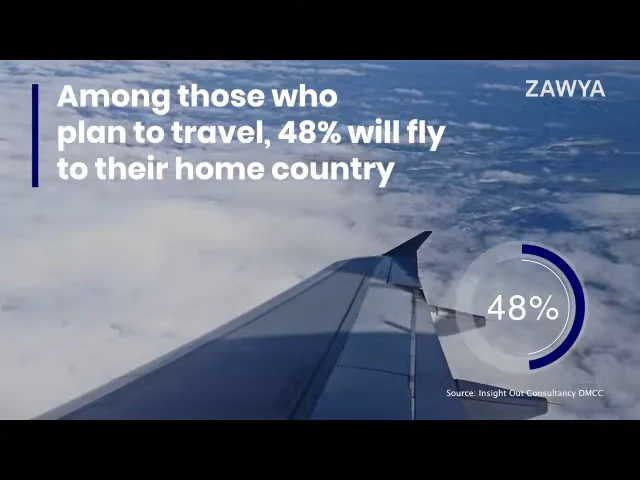 Among those who
plan to travel, 48% will fly
to their home country
ZAWYA
48%
Source: Insight Out Consultancy DMCC